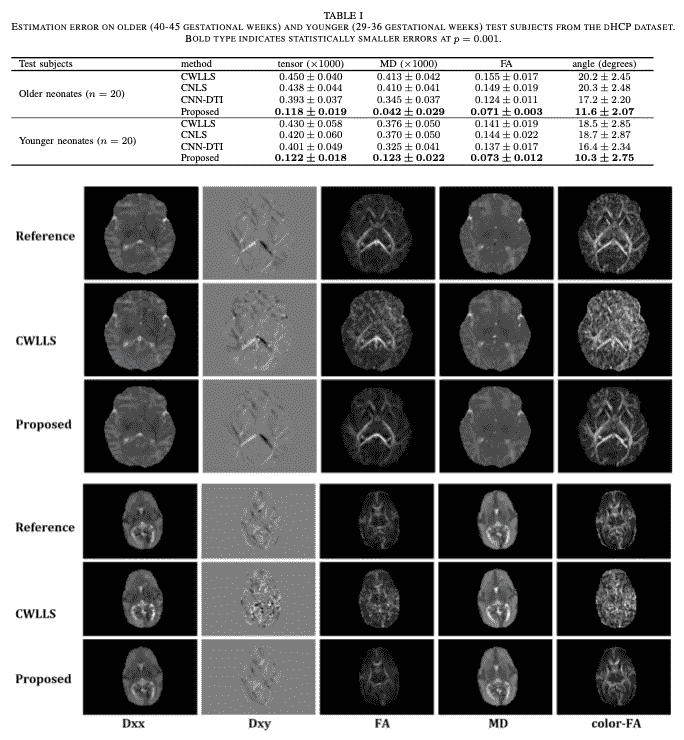 TABLE I
ESTIMATION ERROR ON OLDER (40-45 GESTATIONAL WEEKS) AND YOUNGER (29-36 GESTATIONAL WEEKS) TEST SUBJECTS FROM THE DHCP DATASET.
BOLD TYPE INDICATES STATISTICALLY SMALLER ERRORS AT p = 0.001.
Test subjects method tensor (×1000) MD (×1000) FA angle (degrees)
Older neonates (n = 20)
CWLLS 0.450 ± 0.040 0.413 ± 0.042 0.155 ± 0.017 20.2 ± 2.45
CNLS 0.438 ± 0.044 0.410 ± 0.041 0.149 ± 0.019 20.3 ± 2.48
CNN-DTI 0.393 ± 0.037 0.345 ± 0.037 0.124 ± 0.011 17.2 ± 2.20
Proposed 0.118 ± 0.019 0.042 ± 0.029 0.071 ± 0.003 11.6 ± 2.07
Younger neonates (n = 20)
CWLLS 0.430 ± 0.058 0.376 ± 0.050 0.141 ± 0.019 18.5 ± 2.85
CNLS 0.420 ± 0.060 0.370 ± 0.050 0.144 ± 0.022 18.7 ± 2.87
CNN-DTI 0.401 ± 0.049 0.325 ± 0.041 0.137 ± 0.017 16.4 ± 2.34
Proposed 0.122 ± 0.018 0.123 ± 0.022 0.073 ± 0.012 10.3 ± 2.75
Reference
CWLLS
Proposed
Reference
CWLLS
Proposed
Dxx Dxy FA MD color-FA